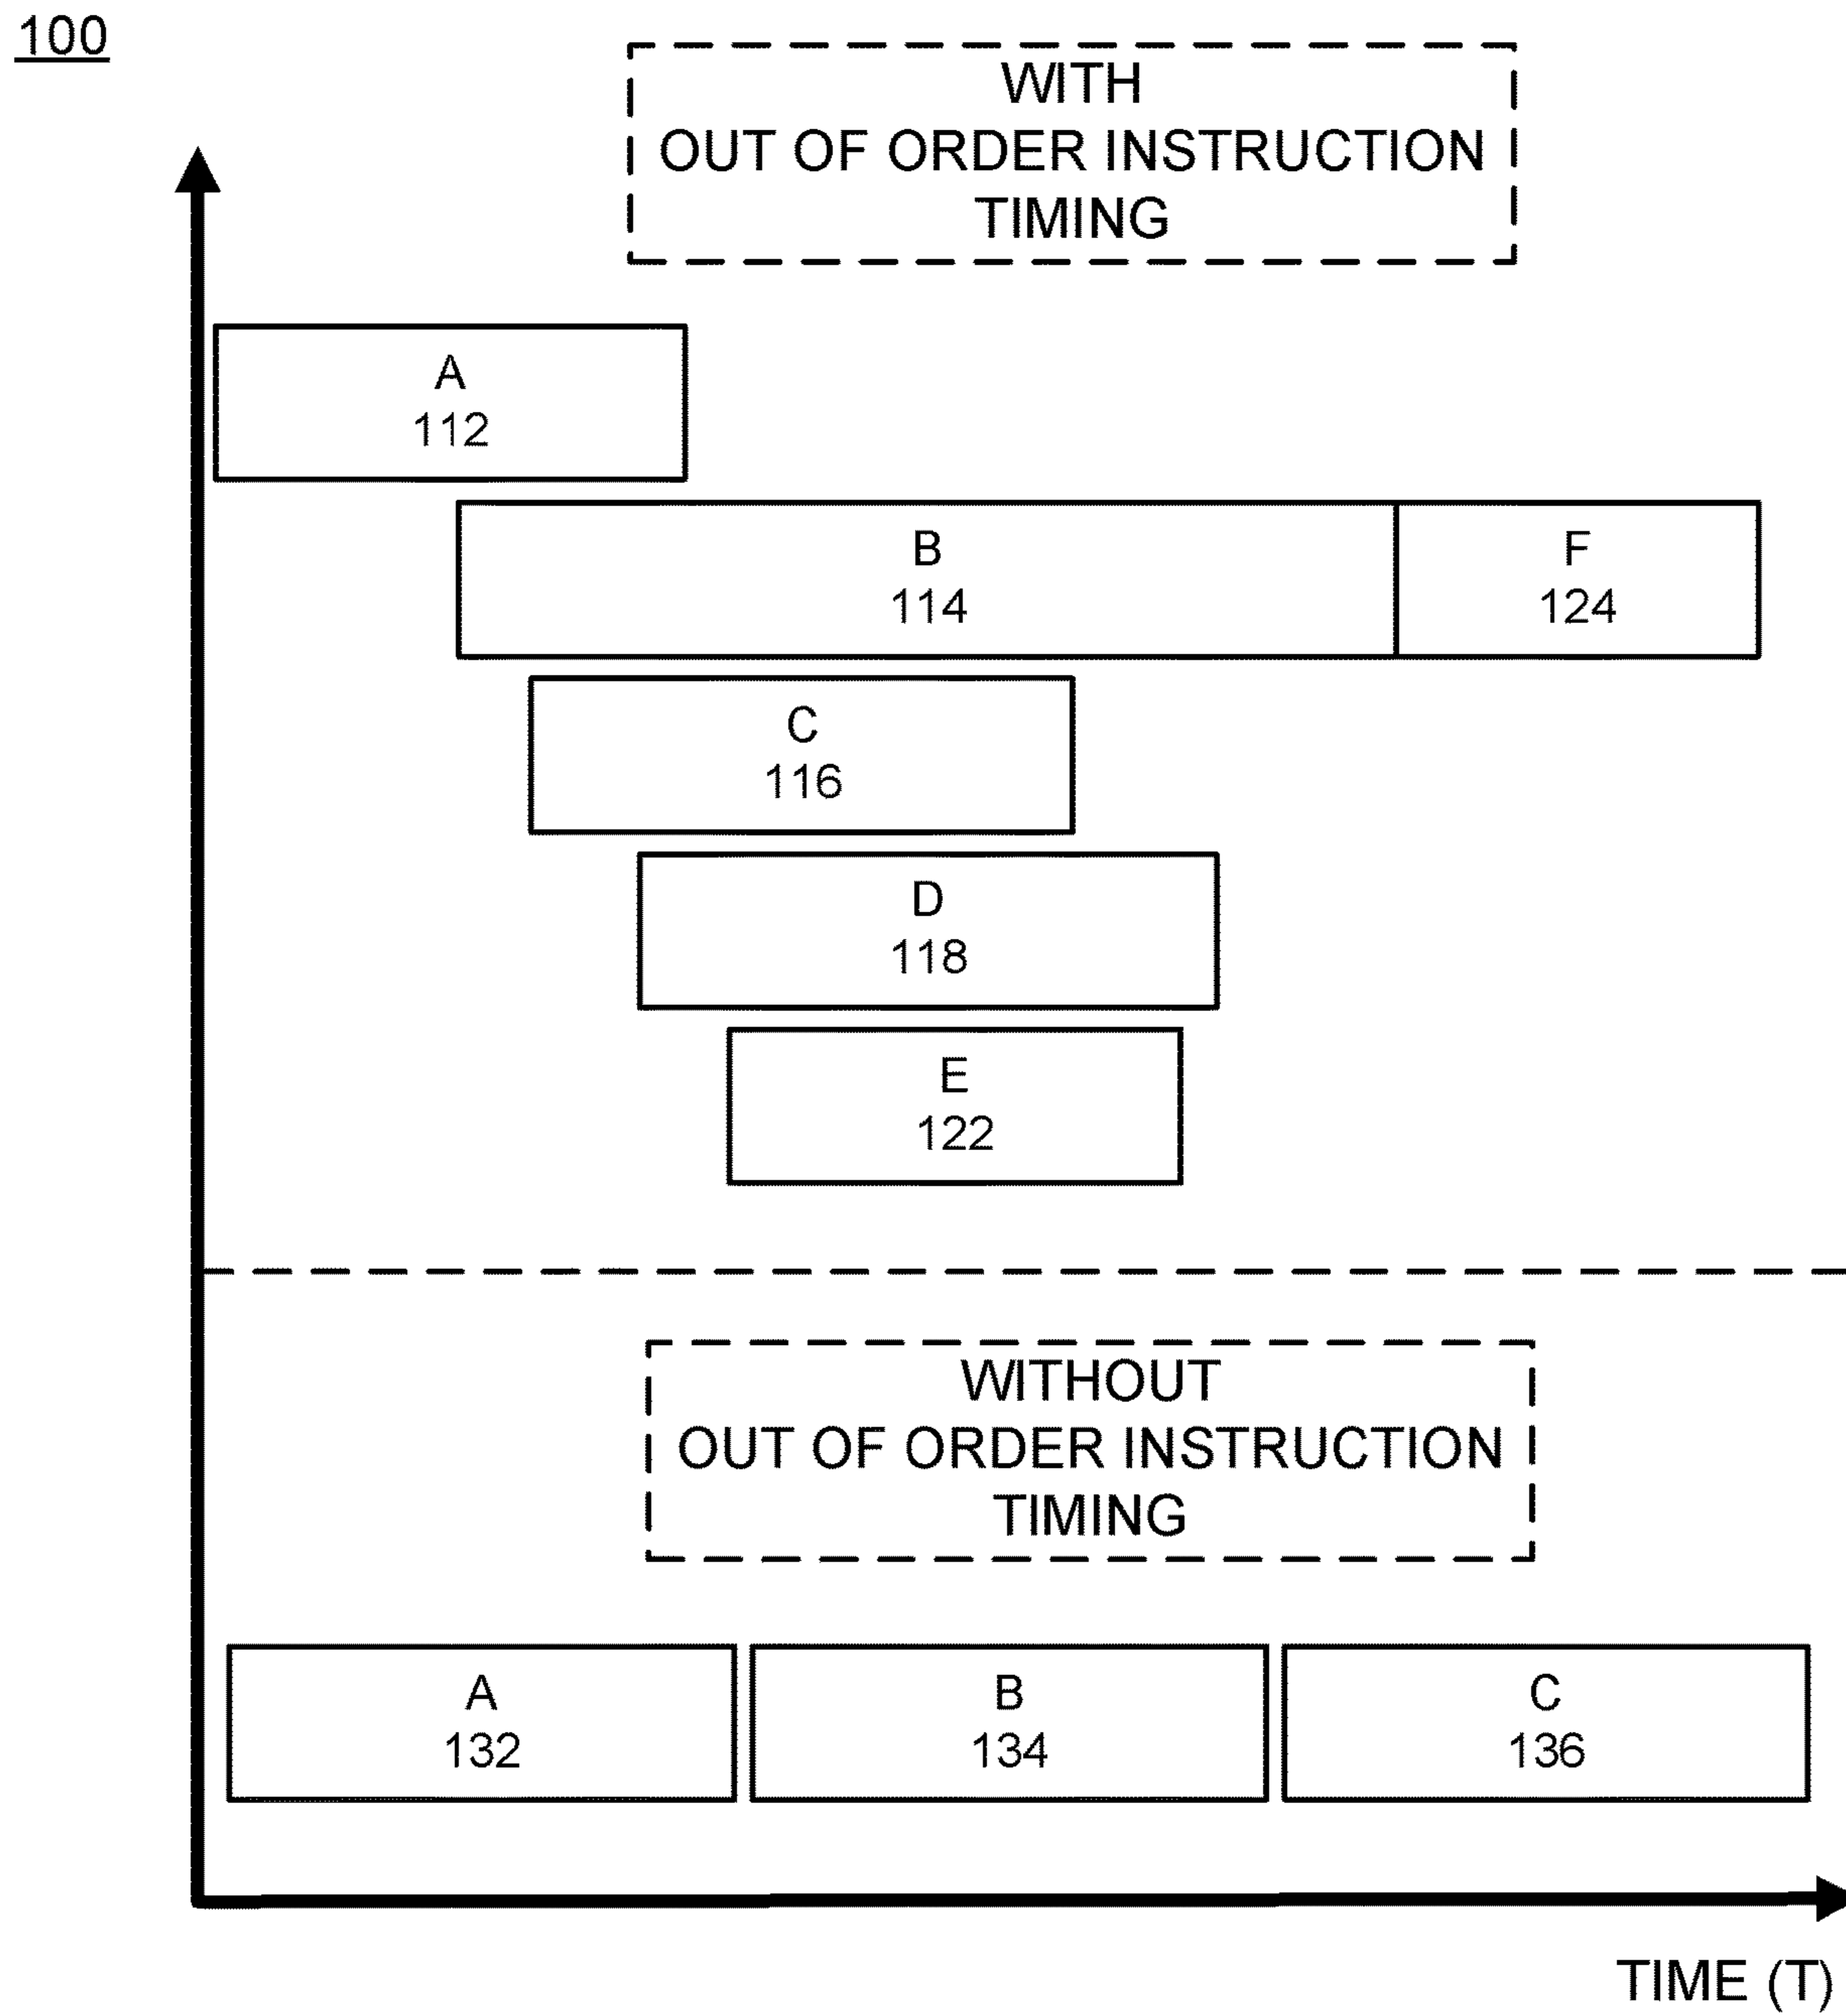 100
WITH
OUT OF ORDER INSTRUCTION
TIMING
A
112
B
114
F
124
C
116
D
118
E
122
WITHOUT
OUT OF ORDER INSTRUCTION
TIMING
A
132
B
134
C
136
TIME (T)